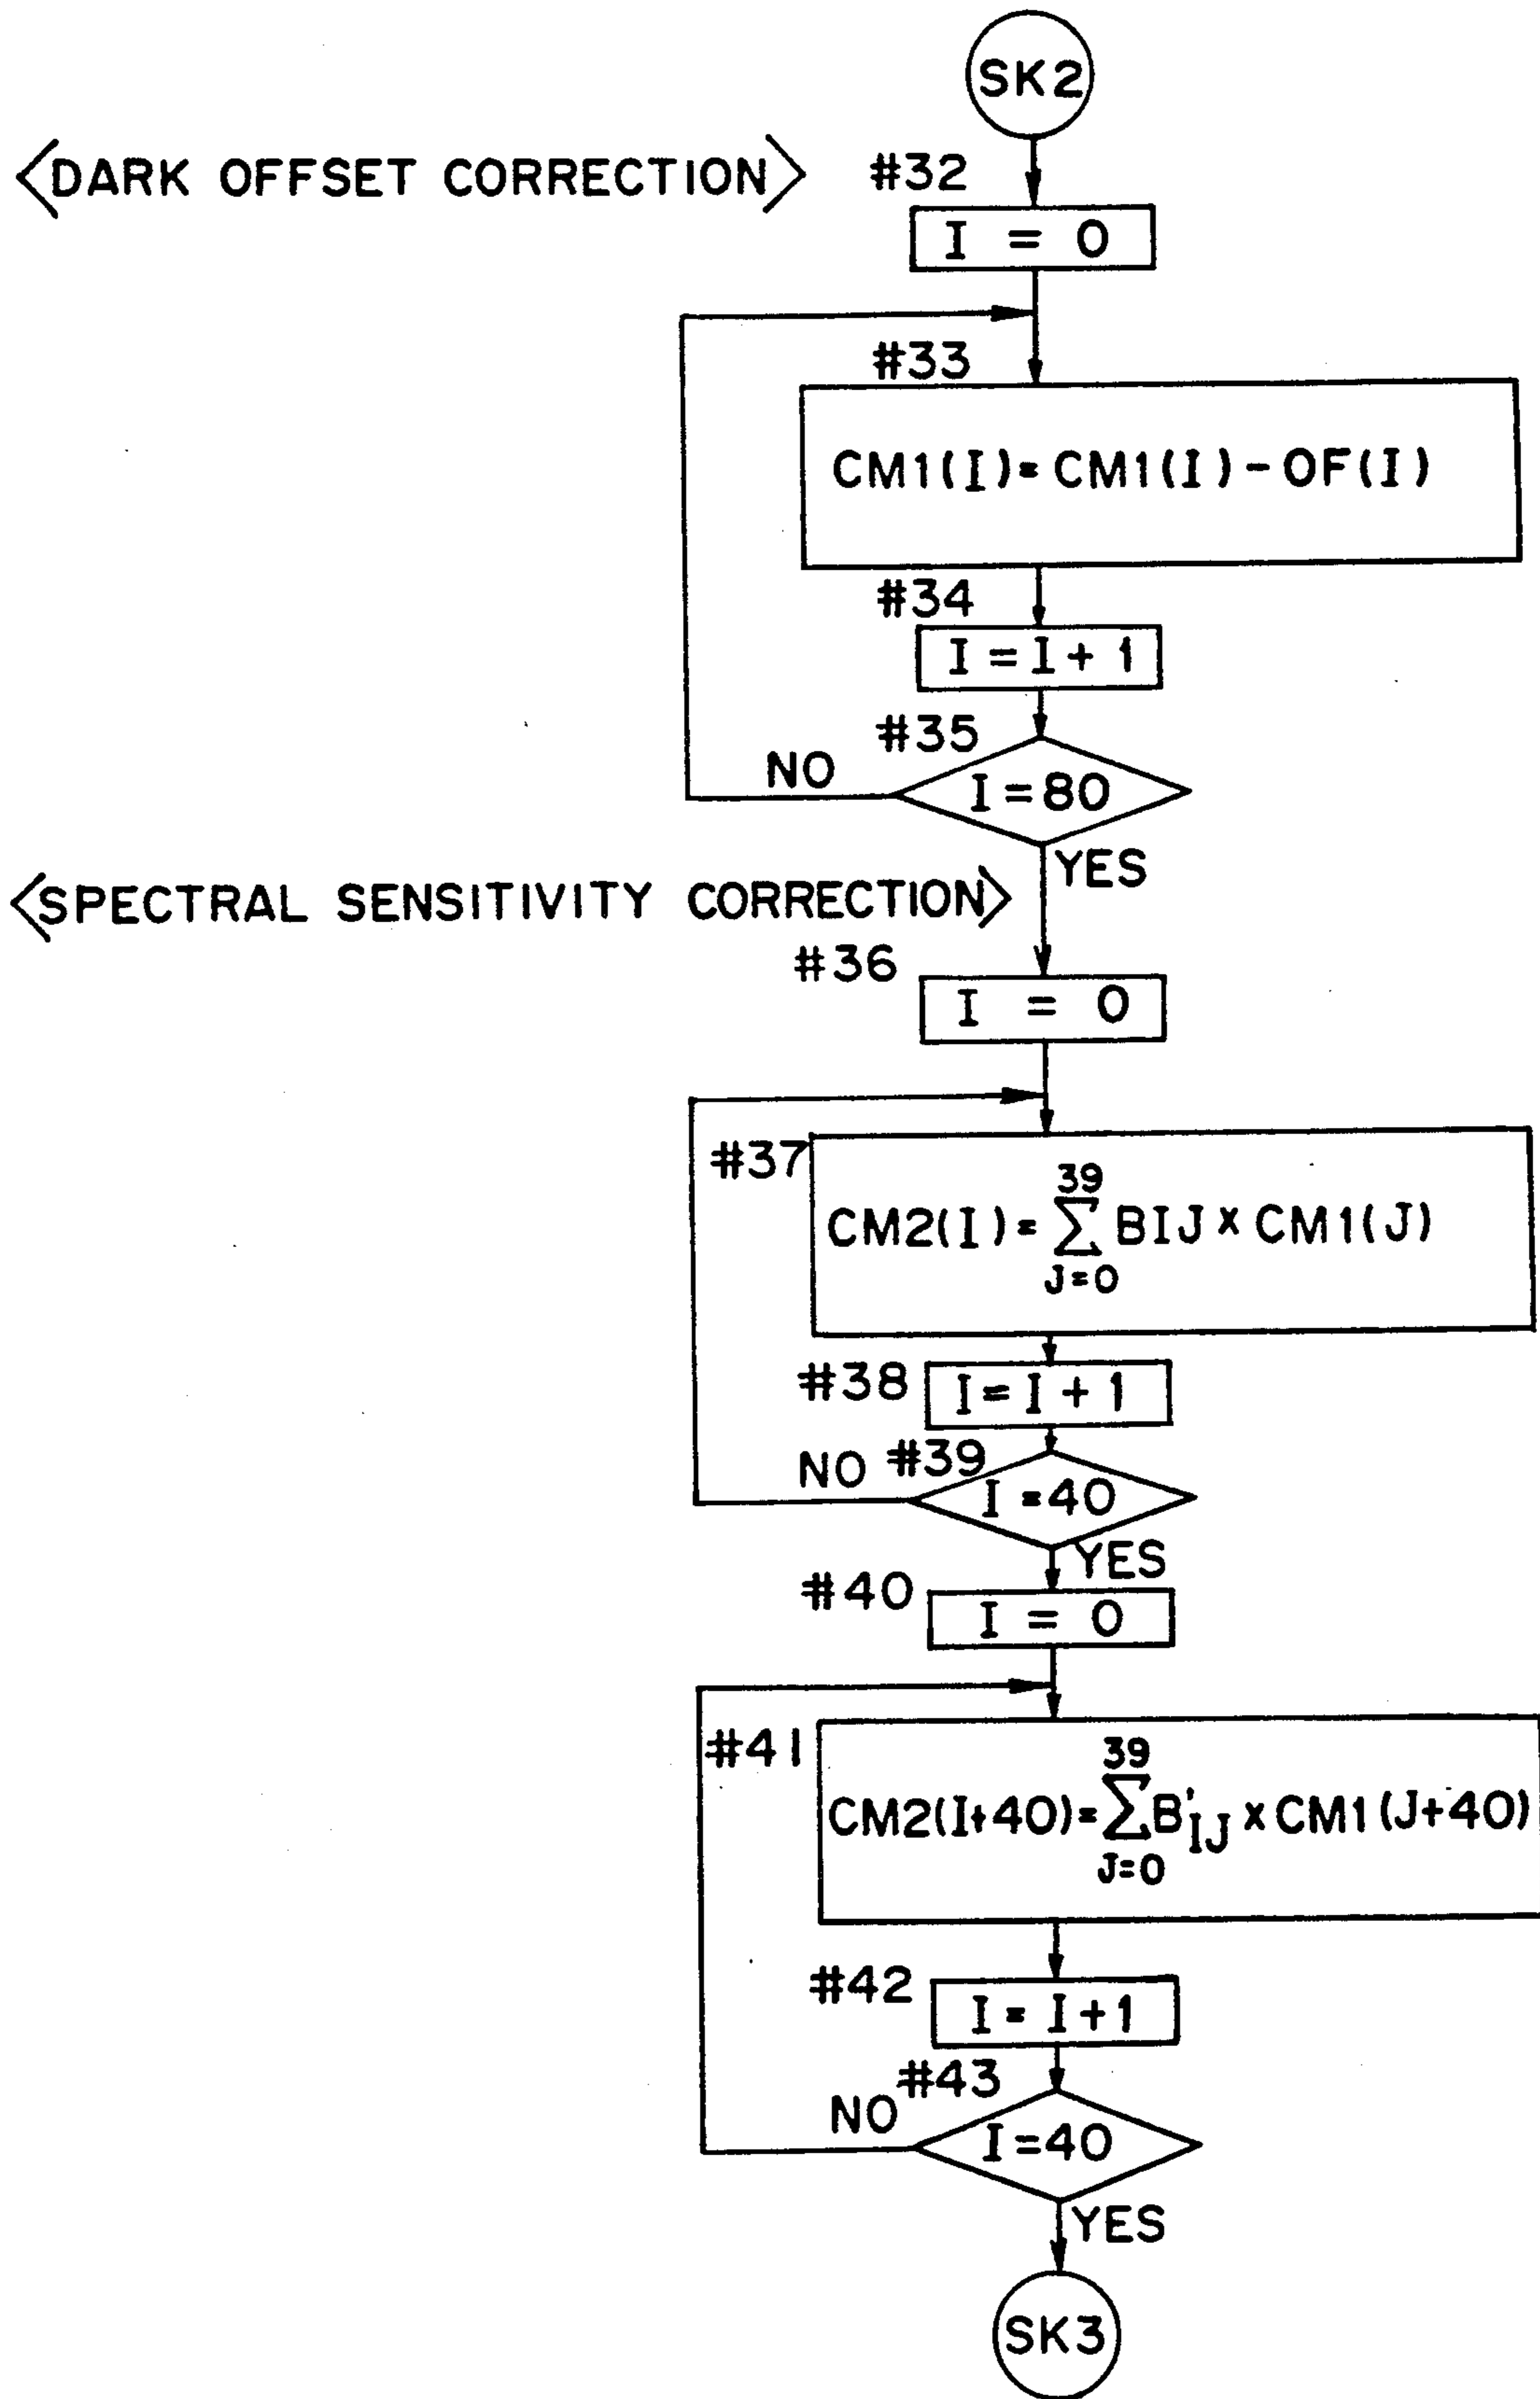 SK2
<DARK OFFSET CORRECTION>
#32
I = 0
#33
CM1(I)=CM1(I)-OF(I)
#34
I=I+1
#35
NO
I=80
YES
<SPECTRAL SENSITIVITY CORRECTION>
#36
I = 0
#37
39
CM2(I)=∑BIJ×CM1(J)
J=0
#38
I=I+1
NO
#39
I=40
YES
#40
I = 0
#41
39
CM2(I+40)=∑B'IJ×CM1(J+40)
J=0
#42
I=I+1
#43
NO
I=40
YES
SK3